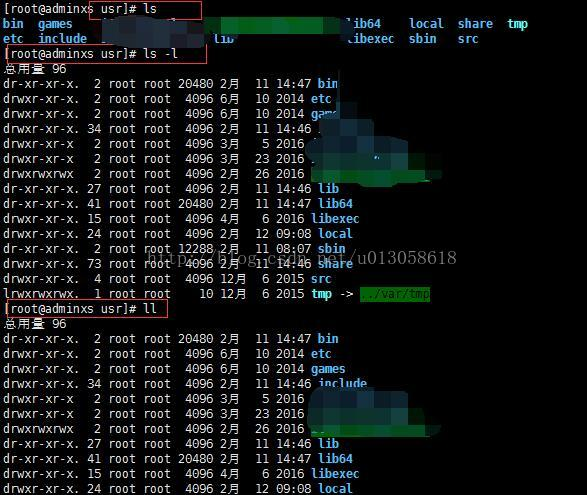 [root@adminxs usr]# ls
bin games lib64 local share tmp
etc include lib libexec sbin src
[root@adminxs usr]# ls -l
总用量 96
dr-xr-xr-x. 2 root root 20480 2月 11 14:47 bin
drwxr-xr-x. 2 root root 4096 6月 10 2014 etc
drwxr-xr-x. 2 root root 4096 6月 10 2014 games
drwxr-xr-x. 34 root root 4096 2月 11 14:46
drwxr-xr-x 2 root root 4096 3月 5 2016
drwxr-xr-x 2 root root 4096 3月 23 2016
drwxrwxrwx 2 root root 4096 2月 26 2016
dr-xr-xr-x. 27 root root 4096 2月 11 14:46 lib
dr-xr-xr-x. 41 root root 20480 2月 11 14:47 lib64
drwxr-xr-x. 15 root root 4096 4月 6 2016 libexec
drwxr-xr-x. 24 root root 4096 2月 12 09:08 local
dr-xr-xr-x. 2 root root 12288 2月 11 08:07 sbin
drwxr-xr-x. 73 root root 4096 2月 11 14:46 share
http://blog.csdn.net/u013058618
drwxr-xr-x. 4 root root 4096 12月 6 2015 src
lrwxrwxrwx. 1 root root 10 12月 6 2015 tmp -> ../var/tmp
[root@adminxs usr]# ll
总用量 96
dr-xr-xr-x. 2 root root 20480 2月 11 14:47 bin
drwxr-xr-x. 2 root root 4096 6月 10 2014 etc
drwxr-xr-x. 2 root root 4096 6月 10 2014 games
drwxr-xr-x. 34 root root 4096 2月 11 14:46 include
drwxr-xr-x 2 root root 4096 3月 5 2016
drwxr-xr-x 2 root root 4096 3月 23 2016
drwxrwxrwx 2 root root 4096 2月 26 2016
dr-xr-xr-x. 27 root root 4096 2月 11 14:46 lib
dr-xr-xr-x. 41 root root 20480 2月 11 14:47 lib64
drwxr-xr-x. 15 root root 4096 4月 6 2016 libexec
drwxr-xr-x. 24 root root 4096 2月 12 09:08 local